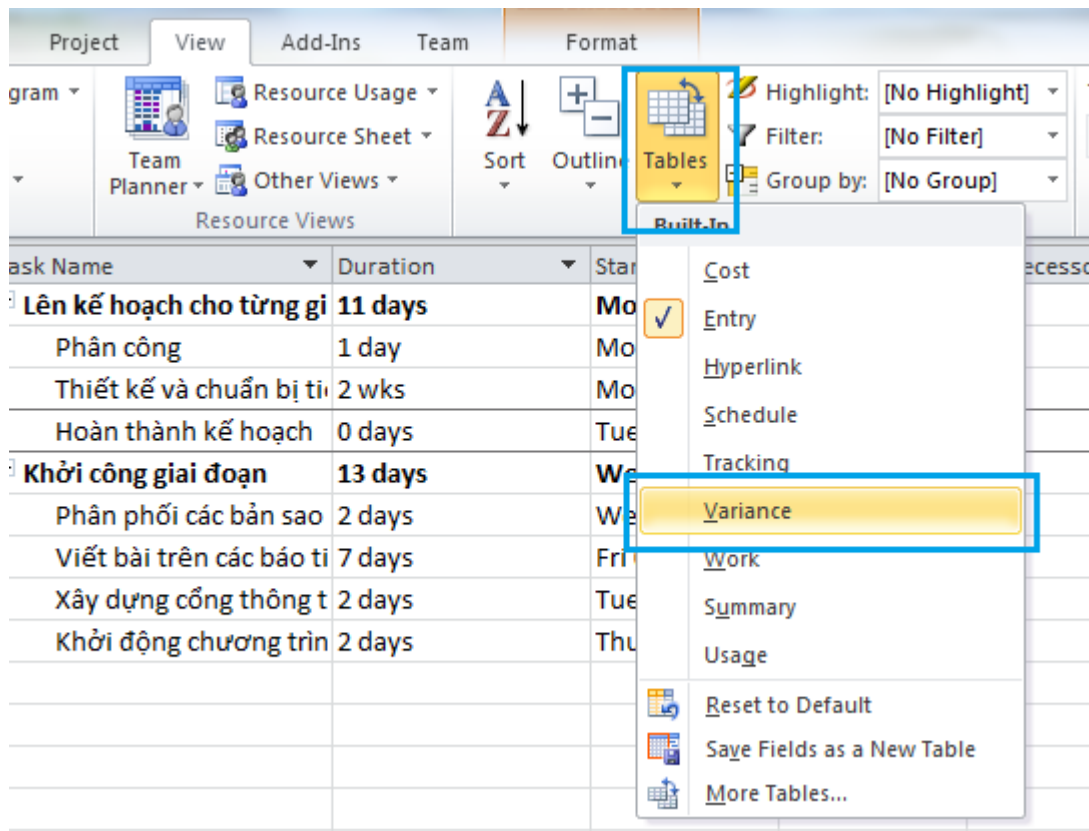 Project View Add-Ins Team Format
gram Resource Usage Highlight: [No Highlight]
Resource Sheet Filter: [No Filter]
Team Planner Other Views Sort Outline Tables Group by: [No Group]
Resource Views
Built-In
ask Name Duration Star ecesso
Lên kế hoạch cho từng gi 11 days Mo
Phân công 1 day Mo
Thiết kế và chuẩn bị tiế 2 wks Mo
Hoàn thành kế hoạch 0 days Tue
Khởi công giai đoạn 13 days We
Phân phối các bản sao 2 days We
Viết bài trên các báo ti 7 days Fri
Xây dựng cổng thông t 2 days Tue
Khởi động chương trìn 2 days Thu
Cost
Entry
Hyperlink
Schedule
Tracking
Variance
Work
Summary
Usage
Reset to Default
Save Fields as a New Table
More Tables...